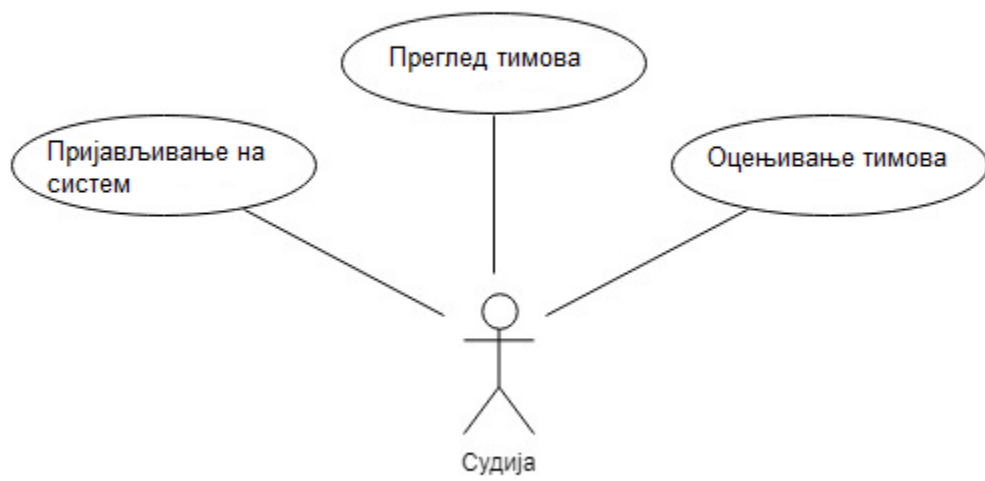 Преглед тимова
Пријављивање на
систем
Оцењивање тимова
Судија